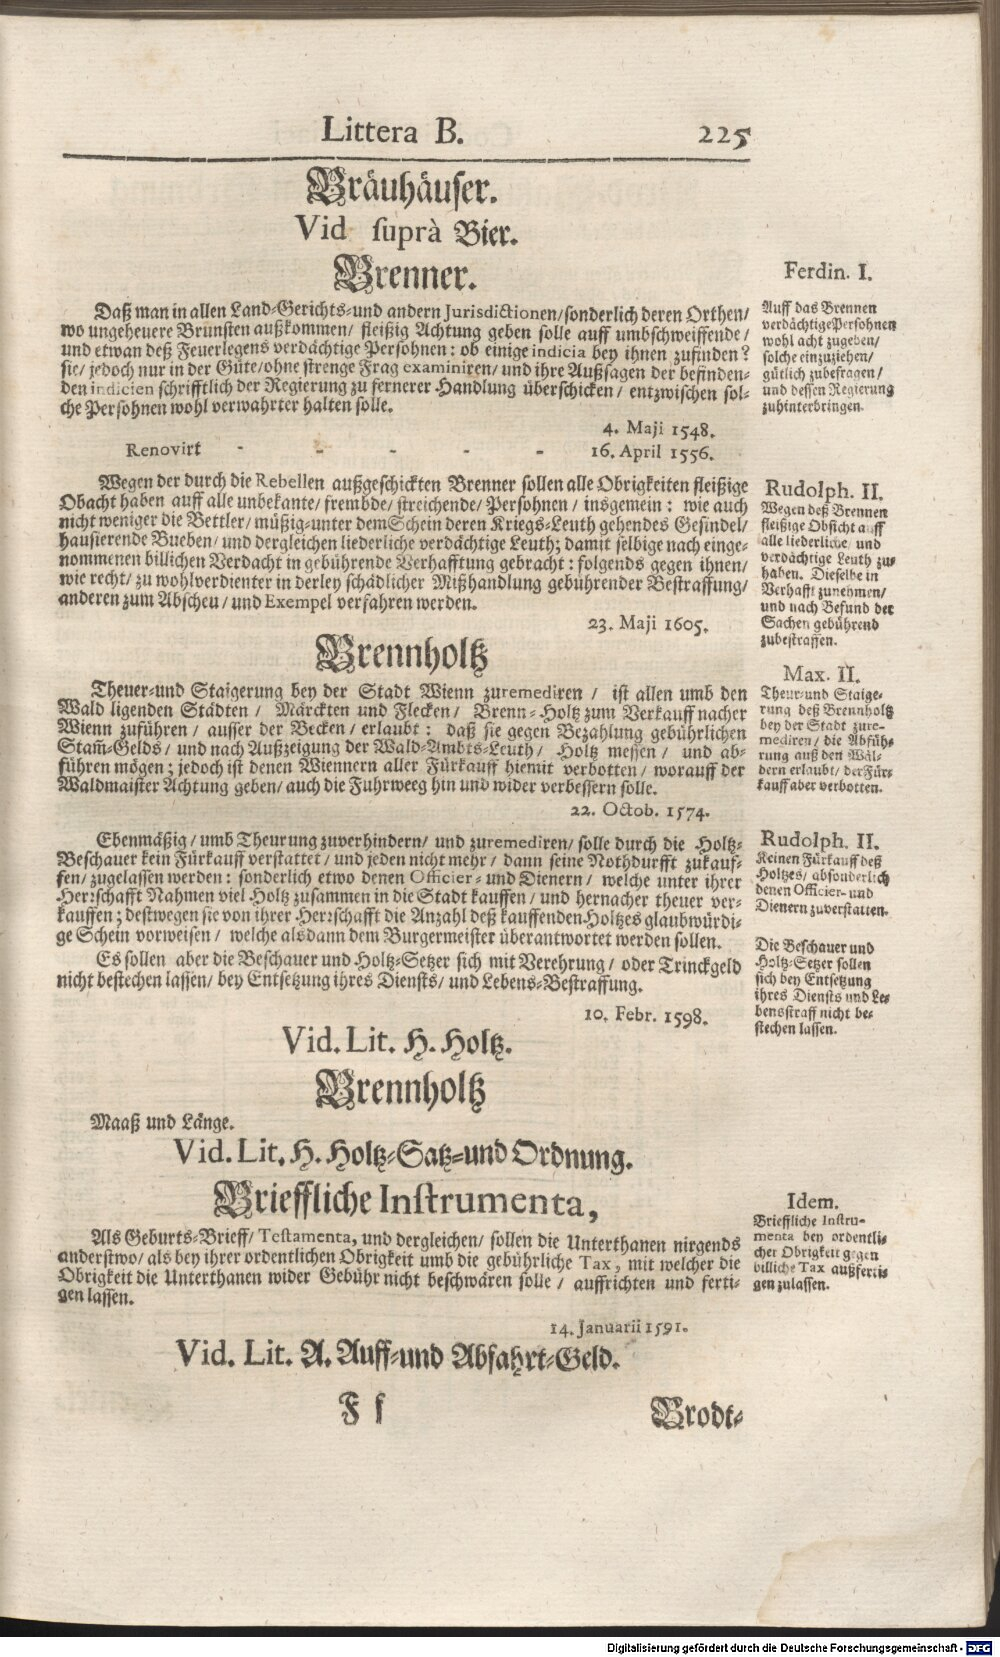 Littera B. 225
Bräuhäuser.
Vid suprà Bier.
Brenner.
Daß man in allen Land-Gerichts-und andern Jurisdictionen/sonderlich deren Orthen/
wo ungeheuere Brunsten außkommen/ fleißig Achtung geben solle auff umbschweiffende/
und etwan deß Feuerlegens verdächtige Persohnen: ob einige indicia bey ihnen zufinden?
sie/ jedoch nur in der Güte/ohne strenge Frag examiniren/ und ihre Außsagen der befinden-
den indicien schrifftlich der Regierung zu fernerer Handlung überschicken/ entzwischen sol-
che Persohnen wohl verwahrter halten solle.
4. Maji 1548.
Renovirt - - - - - 16. April 1556.
Ferdin. I.
Auff das Brennen
verdächtige Persohnen
wohl acht zugeben/
solche einzuziehen/
gütlich zubefragen/
und dessen Regierung
zuhinterbringen.
Wegen der durch die Rebellen außgeschickten Brenner sollen alle Obrigkeiten fleißige
Obacht haben auff alle unbekante/ frembde/ streichende/ Persohnen/ insgemein: wie auch
nicht weniger die Bettler/ müßig-unter dem Schein deren Kriegs-Leuth gehendes Gesindel/
hausierende Bueben/ und dergleichen liederliche verdächtige Leuth; damit selbige nach einge-
nommenen billichen Verdacht in gebührende Verhafftung gebracht: folgends gegen ihnen/
wie recht/ zu wohlverdienter in derley schädlicher Mißhandlung gebührender Bestraffung/
anderen zum Abscheu/ und Exempel verfahren werden.
23. Maji 1605.
Rudolph. II.
Wegen deß Brennen
fleißige Obsicht auff
alle liederliche/ und
verdächtige Leuth zu-
haben. Dieselbe in
Verhafft zunehmen/
und nach Befund der
Sachen gebührend
zubestraffen.
Brennholtz
Theuer-und Staigerung bey der Stadt Wienn zuremediren/ ist allen umb den
Wald ligenden Städten/ Märckten und Flecken/ Brenn-Holtz zum Verkauff nacher
Wienn zuführen/ ausser der Becken/ erlaubt: daß sie gegen Bezahlung gebührlichen
Stam̃-Gelds/ und nach Außzeigung der Wald-Ambts-Leuth/ Holtz messen/ und ab-
führen mögen; jedoch ist denen Wiennern aller Fürkauff hiemit verbotten/ worauff der
Waldmaister Achtung geben/ auch die Fuhrweeg hin und wider verbessern solle.
22. Octob. 1574.
Max. II.
Theur-und Staige-
rung deß Brennholtz
bey der Stadt zure-
mediren/ die Abfüh-
rung auß den Wäl-
dern erlaubt/ der Für-
kauff aber verbotten.
Ebenmäßig/ umb Theurung zuverhindern/ und zuremediren/ solle durch die Holtz-
Beschauer kein Fürkauff verstattet/ und jeden nicht mehr/ dann seine Nothdurfft zukauf-
fen/ zugelassen werden: sonderlich etwo denen Officier- und Dienern/ welche unter ihrer
Herrschafft Nahmen viel Holtz zusammen in die Stadt kauffen/ und hernacher theuer ver-
kauffen; destwegen sie von ihrer Herrschafft die Anzahl deß kauffenden Holtzes glaubwürdi-
ge Schein vorweisen/ welche alsdann dem Burgermeister überantwortet werden sollen.
Es sollen aber die Beschauer und Holtz-Setzer sich mit Verehrung/ oder Trinckgeld
nicht bestechen lassen/ bey Entsetzung ihres Diensts/ und Lebens-Bestraffung.
10. Febr. 1598.
Rudolph. II.
Keinen Fürkauff deß
Holtzes/ absonderlich
denen Officier- und
Dienern zuverstatten.
Die Beschauer und
Holtz-Setzer sollen
sich bey Entsetzung
ihres Diensts und Le-
bensstraff nicht be-
stechen lassen.
Vid. Lit. H. Holtz.
Brennholtz
Maaß und Länge.
Vid. Lit. H. Holtz-Satz-und Ordnung.
Brieffliche Instrumenta,
Als Geburts-Brieff/ Testamenta, und dergleichen/ sollen die Unterthanen nirgends
anderstwo/ als bey ihrer ordentlichen Obrigkeit umb die gebührliche Tax, mit welcher die
Obrigkeit die Unterthanen wider Gebühr nicht beschwären solle/ auffrichten und ferti-
gen lassen.
14. Januarii 1591.
Idem.
Brieffliche Instru-
menta bey ordentli-
cher Obrigkeit gegen
billiche Tax außferti-
gen zulassen.
Vid. Lit. A. Auff-und Abfahrt-Geld.
F f Brodt-
Digitalisierung gefördert durch die Deutsche Forschungsgemeinschaft - DFG